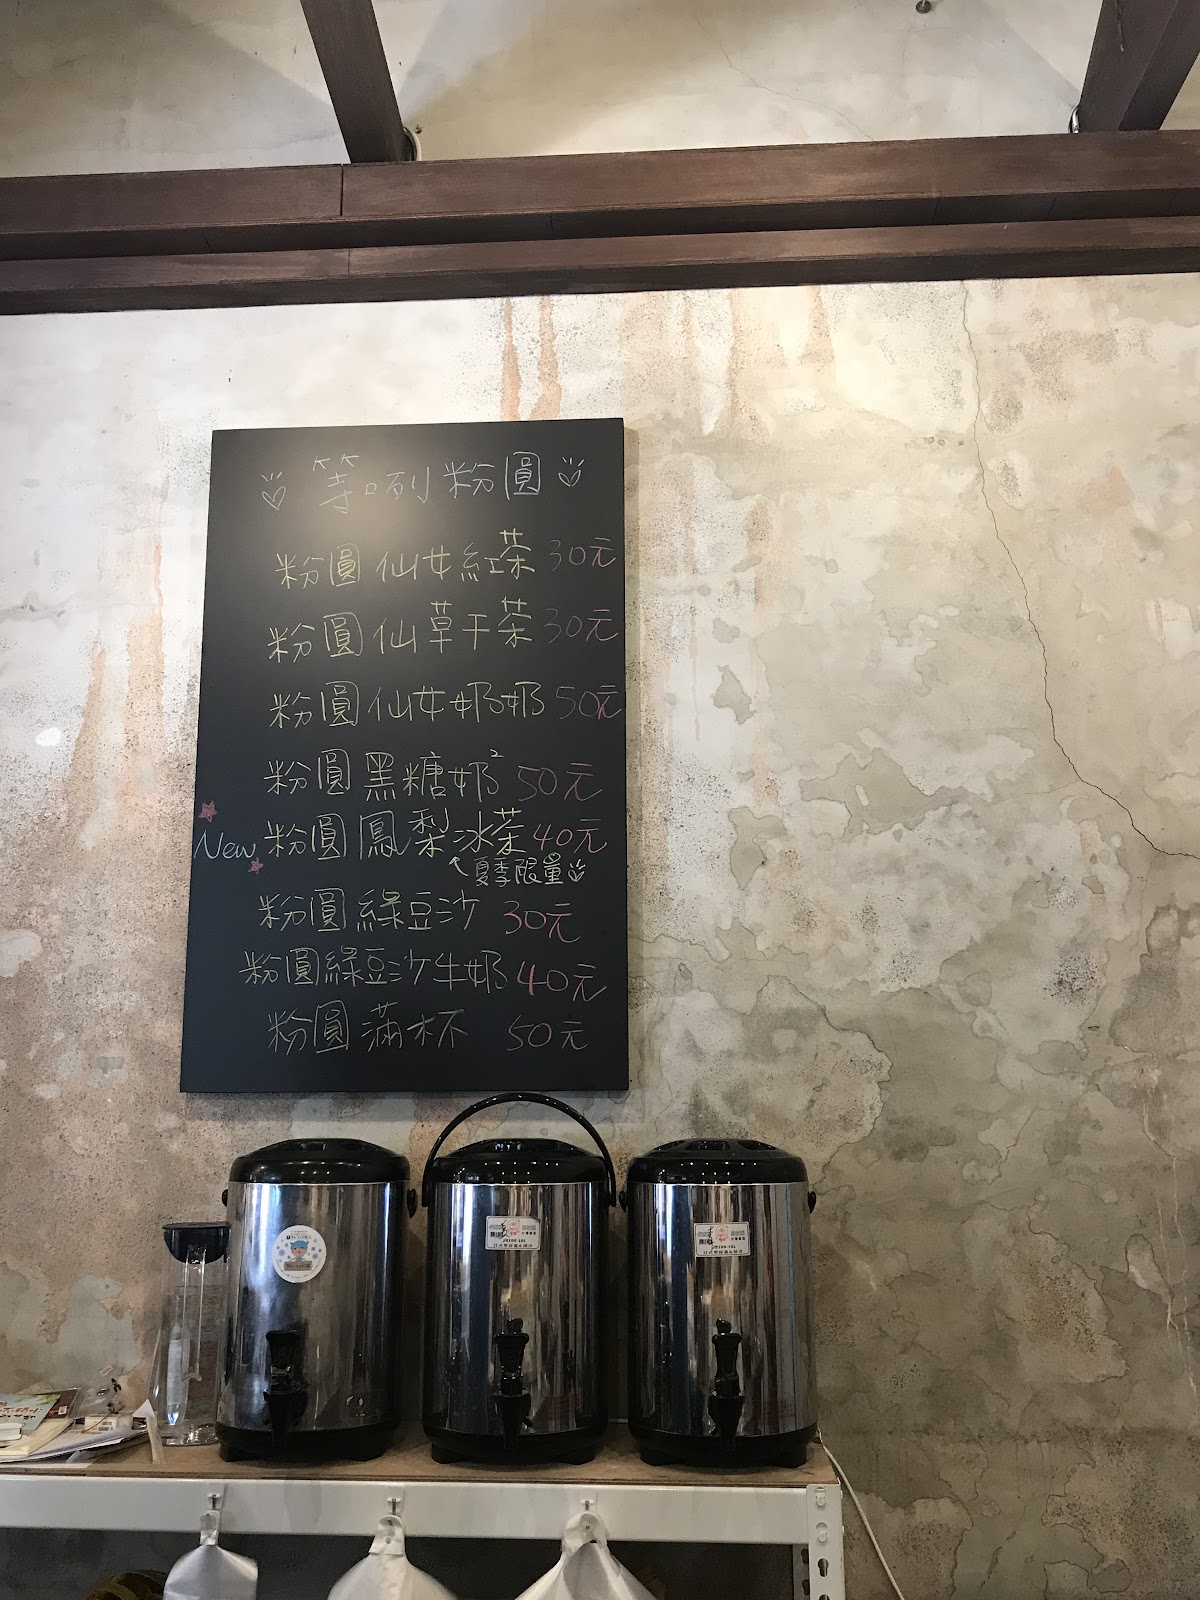 等咧粉圓
粉圓仙女紅茶 30元
粉圓仙草干茶 30元
粉圓仙女奶奶 50元
粉圓黑糖奶² 50元
New 粉圓鳳梨冰茶 40元
夏季限量
粉圓綠豆沙 30元
粉圓綠豆沙牛奶 40元
粉圓滿杯 50元